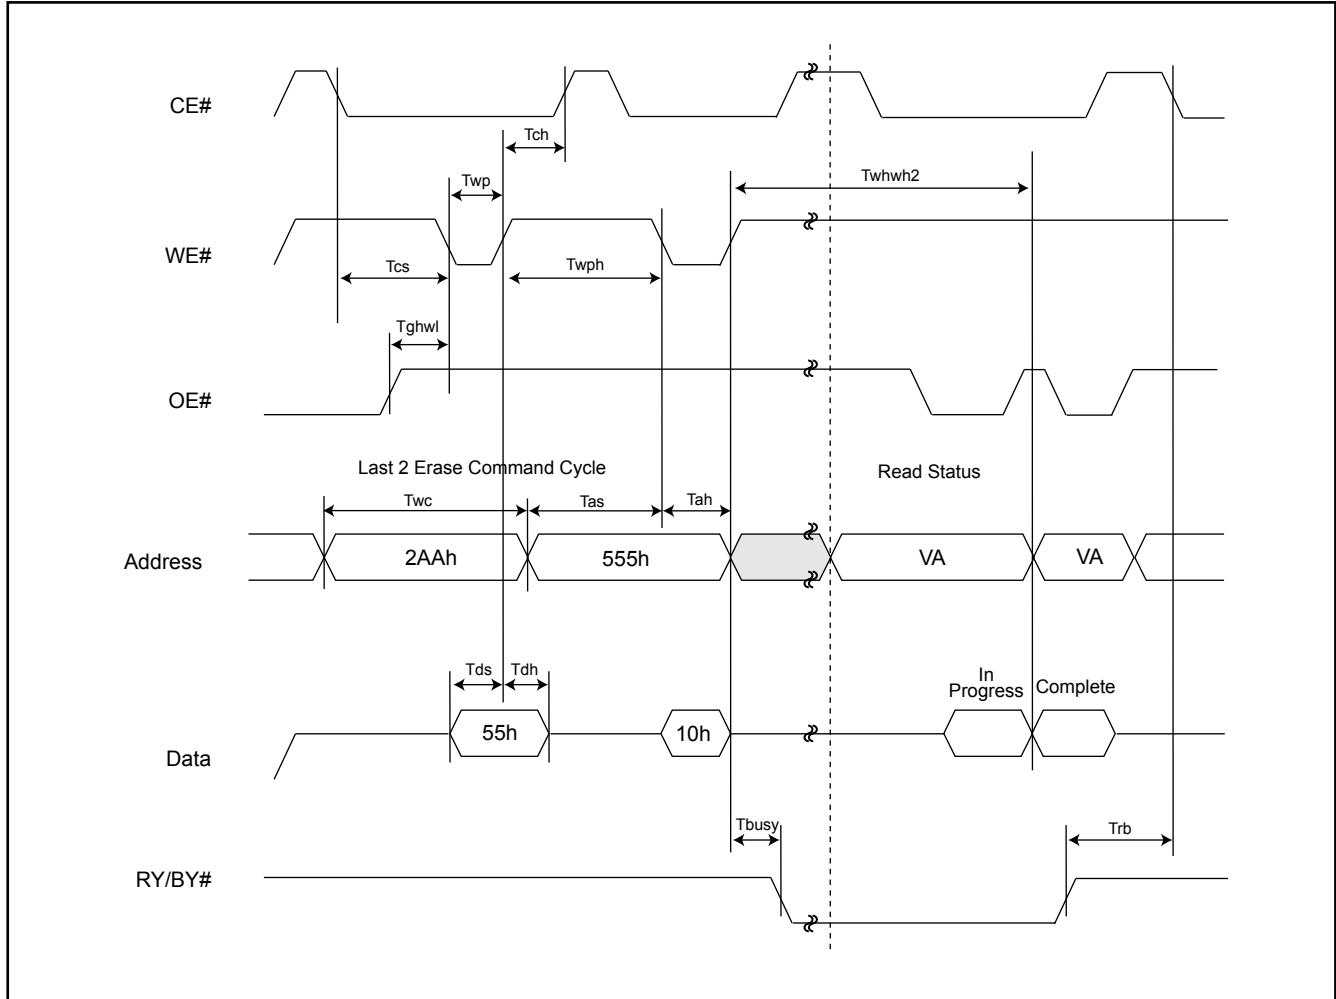 CE#
Tch
Twp
Twhwh2
WE#
Tcs
Twph
Tghwl
OE#
Last 2 Erase Command Cycle
Read Status
Twc
Tas
Tah
Address
2AAh
555h
VA
VA
Tds
Tdh
In
Progress
Complete
55h
10h
Data
Tbusy
Trb
RY/BY#